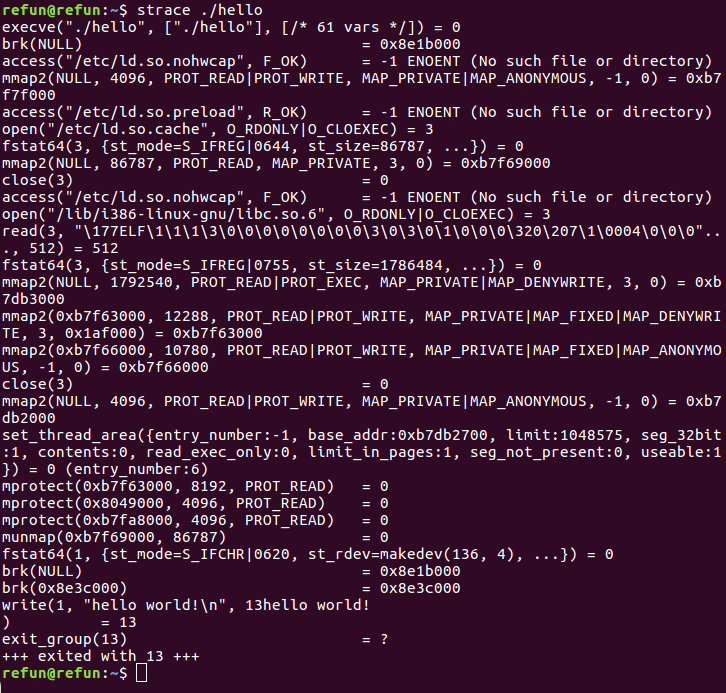 refun@refun:~$ strace ./hello
execve("./hello", ["./hello"], [/* 61 vars */]) = 0
brk(NULL)                               = 0x8e1b000
access("/etc/ld.so.nohwcap", F_OK)      = -1 ENOENT (No such file or directory)
mmap2(NULL, 4096, PROT_READ|PROT_WRITE, MAP_PRIVATE|MAP_ANONYMOUS, -1, 0) = 0xb7
f7f000
access("/etc/ld.so.preload", R_OK)      = -1 ENOENT (No such file or directory)
open("/etc/ld.so.cache", O_RDONLY|O_CLOEXEC) = 3
fstat64(3, {st_mode=S_IFREG|0644, st_size=86787, ...}) = 0
mmap2(NULL, 86787, PROT_READ, MAP_PRIVATE, 3, 0) = 0xb7f69000
close(3)                                = 0
access("/etc/ld.so.nohwcap", F_OK)      = -1 ENOENT (No such file or directory)
open("/lib/i386-linux-gnu/libc.so.6", O_RDONLY|O_CLOEXEC) = 3
read(3, "\177ELF\1\1\1\3\0\0\0\0\0\0\0\0\3\0\3\0\1\0\0\0\320\207\1\0004\0\0\0"..
., 512) = 512
fstat64(3, {st_mode=S_IFREG|0755, st_size=1786484, ...}) = 0
mmap2(NULL, 1792540, PROT_READ|PROT_EXEC, MAP_PRIVATE|MAP_DENYWRITE, 3, 0) = 0xb
7db3000
mmap2(0xb7f63000, 12288, PROT_READ|PROT_WRITE, MAP_PRIVATE|MAP_FIXED|MAP_DENYWRI
TE, 3, 0x1af000) = 0xb7f63000
mmap2(0xb7f66000, 10780, PROT_READ|PROT_WRITE, MAP_PRIVATE|MAP_FIXED|MAP_ANONYMO
US, -1, 0) = 0xb7f66000
close(3)                                = 0
mmap2(NULL, 4096, PROT_READ|PROT_WRITE, MAP_PRIVATE|MAP_ANONYMOUS, -1, 0) = 0xb7
db2000
set_thread_area({entry_number:-1, base_addr:0xb7db2700, limit:1048575, seg_32bit
:1, contents:0, read_exec_only:0, limit_in_pages:1, seg_not_present:0, useable:1
}) = 0 (entry_number:6)
mprotect(0xb7f63000, 8192, PROT_READ)   = 0
mprotect(0x8049000, 4096, PROT_READ)    = 0
mprotect(0xb7fa8000, 4096, PROT_READ)   = 0
munmap(0xb7f69000, 86787)               = 0
fstat64(1, {st_mode=S_IFCHR|0620, st_rdev=makedev(136, 4), ...}) = 0
brk(NULL)                               = 0x8e1b000
brk(0x8e3c000)                          = 0x8e3c000
write(1, "hello world!\n", 13hello world!
)          = 13
exit_group(13)                          = ?
+++ exited with 13 +++
refun@refun:~$